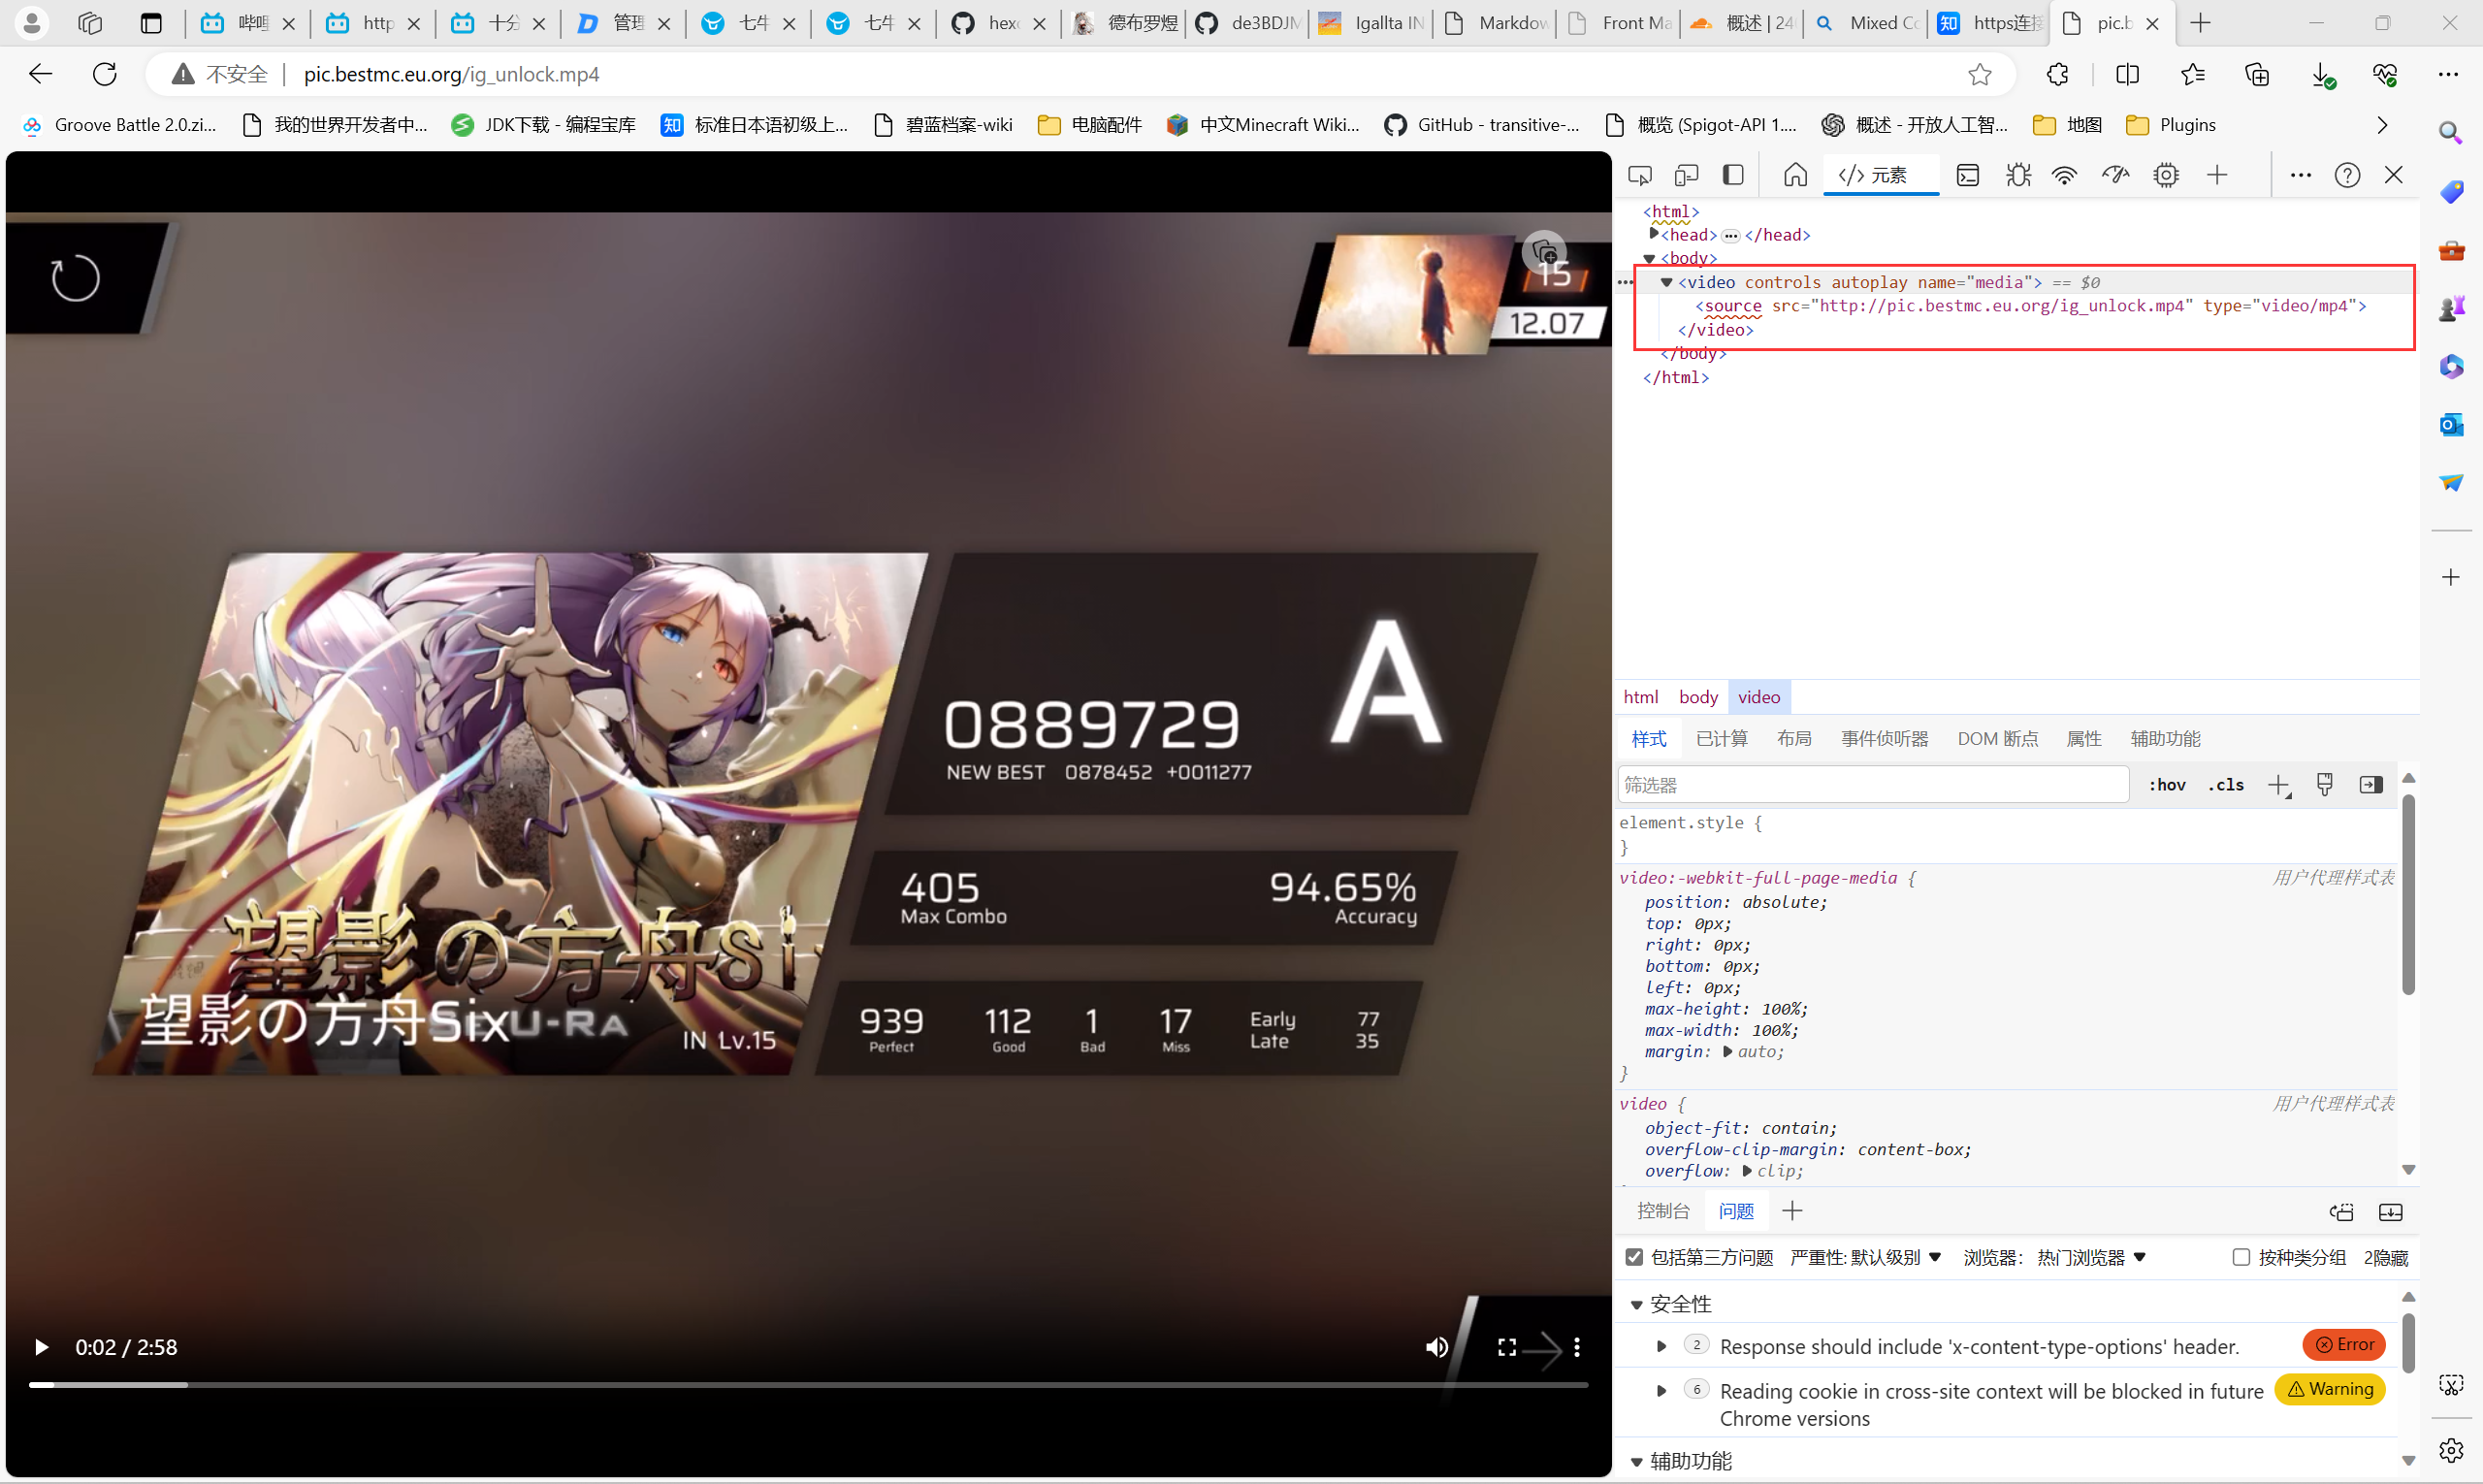 哔哩
http
十分
管理
七牛
七牛
hexo
德布罗煜
de3BDJM
Igallta IN
Markdow
Front Ma
概述 | 24
Mixed Co
https连接
pic.b
不安全
pic.bestmc.eu.org/ig_unlock.mp4
Groove Battle 2.0.zi...
我的世界开发者中...
JDK下载 - 编程宝库
标准日本语初级上...
碧蓝档案-wiki
电脑配件
中文Minecraft Wiki...
GitHub - transitive-...
概览 (Spigot-API 1....
概述 - 开放人工智...
地图
Plugins
15
12.07
0889729
A
NEW BEST 0878452 +0011277
405
Max Combo
94.65%
Accuracy
望影の方舟Si
望影の方舟Six
U-RA
IN Lv.15
939
Perfect
112
Good
1
Bad
17
Miss
Early 77
Late 35
0:02 / 2:58
</> 元素
<html>
<head> ... </head>
<body>
<video controls autoplay name="media"> == $0
<source src="http://pic.bestmc.eu.org/ig_unlock.mp4" type="video/mp4">
</video>
</body>
</html>
html body video
样式 已计算 布局 事件侦听器 DOM 断点 属性 辅助功能
筛选器
:hov .cls
element.style {
}
video:-webkit-full-page-media { 用户代理样式表
position: absolute;
top: 0px;
right: 0px;
bottom: 0px;
left: 0px;
max-height: 100%;
max-width: 100%;
margin: auto;
}
video { 用户代理样式表
object-fit: contain;
overflow-clip-margin: content-box;
overflow: clip;
控制台 问题
包括第三方问题 严重性: 默认级别 浏览器: 热门浏览器 按种类分组 2隐藏
安全性
2 Response should include 'x-content-type-options' header. Error
6 Reading cookie in cross-site context will be blocked in future Chrome versions Warning
辅助功能